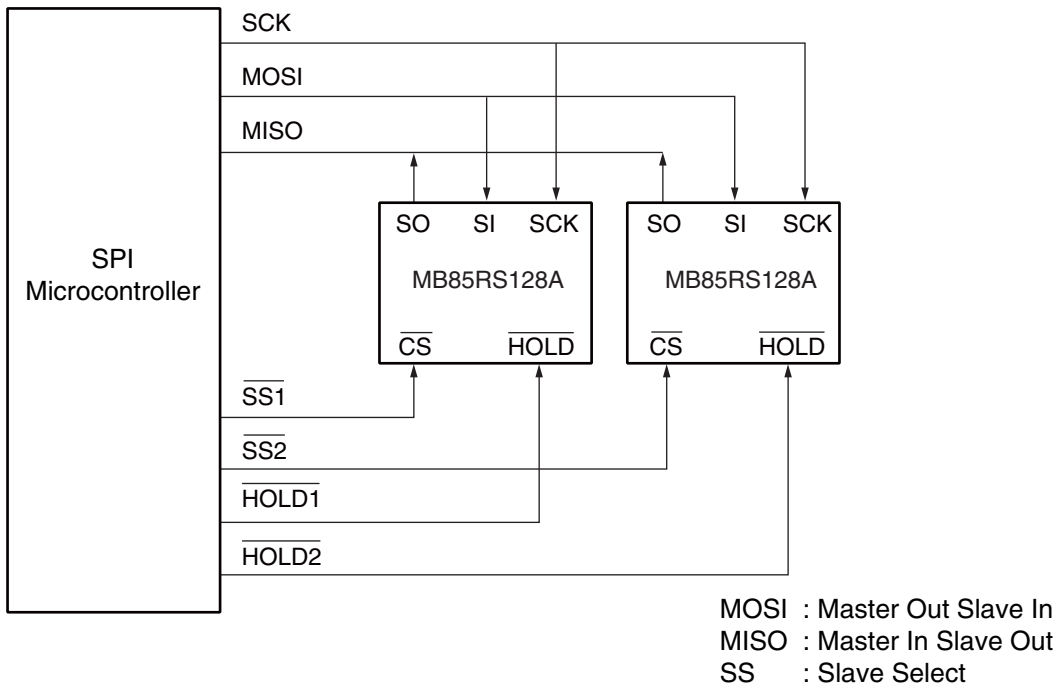 SCK
MOSI
MISO
SO SI SCK
MB85RS128A
CS HOLD
SO SI SCK
MB85RS128A
CS HOLD
SPI
Microcontroller
SS1
SS2
HOLD1
HOLD2
MOSI : Master Out Slave In
MISO : Master In Slave Out
SS : Slave Select